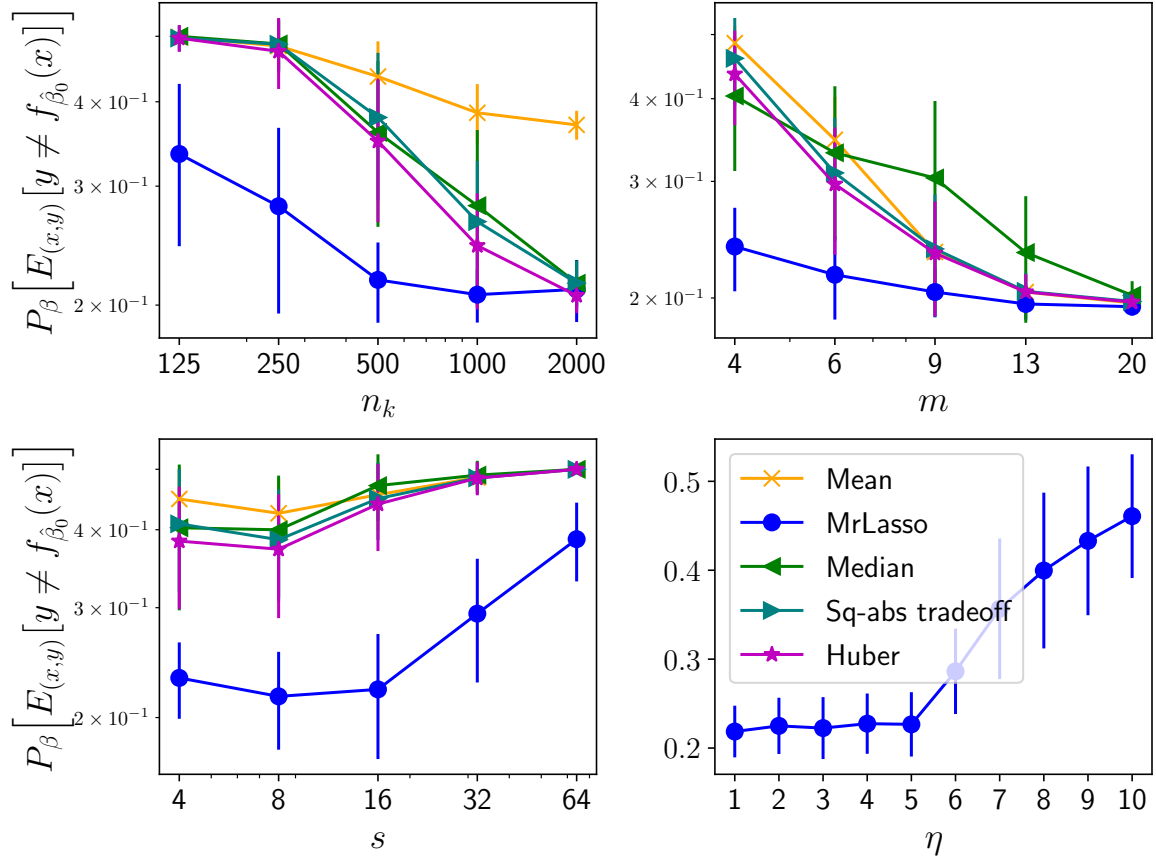 P_β[E_(x,y)[y ≠ f_β̂₀(x)]]
4 × 10⁻¹
3 × 10⁻¹
2 × 10⁻¹
125 250 500 1000 2000
n_k
4 × 10⁻¹
3 × 10⁻¹
2 × 10⁻¹
4 6 9 13 20
m
P_β[E_(x,y)[y ≠ f_β̂₀(x)]]
4 × 10⁻¹
3 × 10⁻¹
2 × 10⁻¹
4 8 16 32 64
s
0.5
0.4
0.3
0.2
Mean
MrLasso
Median
Sq-abs tradeoff
Huber
1 2 3 4 5 6 7 8 9 10
η